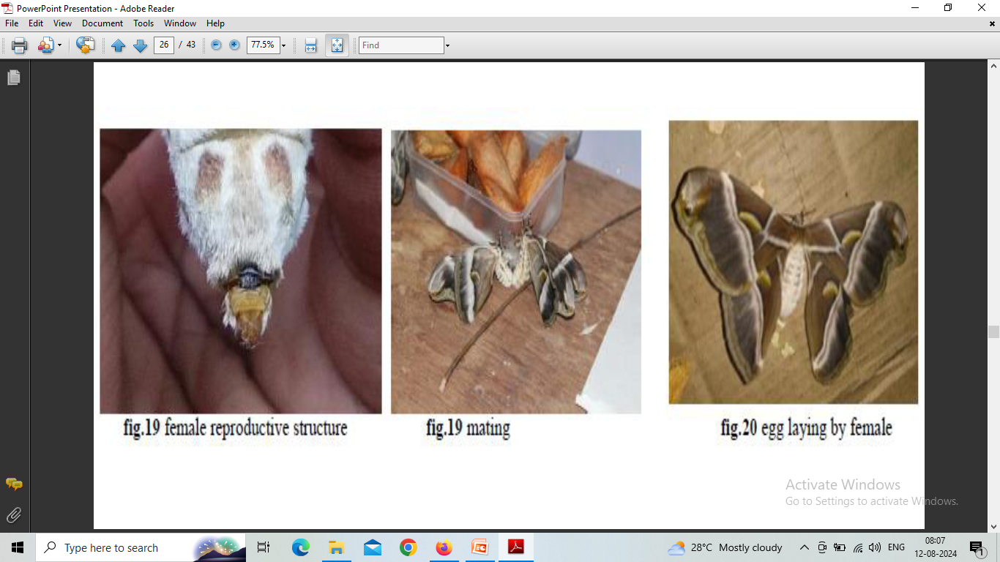 PowerPoint Presentation - Adobe Reader
File Edit View Document Tools Window Help
26 / 43 77.5% Find
fig.19 female reproductive structure
fig.19 mating
fig.20 egg laying by female
Activate Windows
Go to Settings to activate Windows.
Type here to search
28°C Mostly cloudy
ENG
08:07
12-08-2024
1